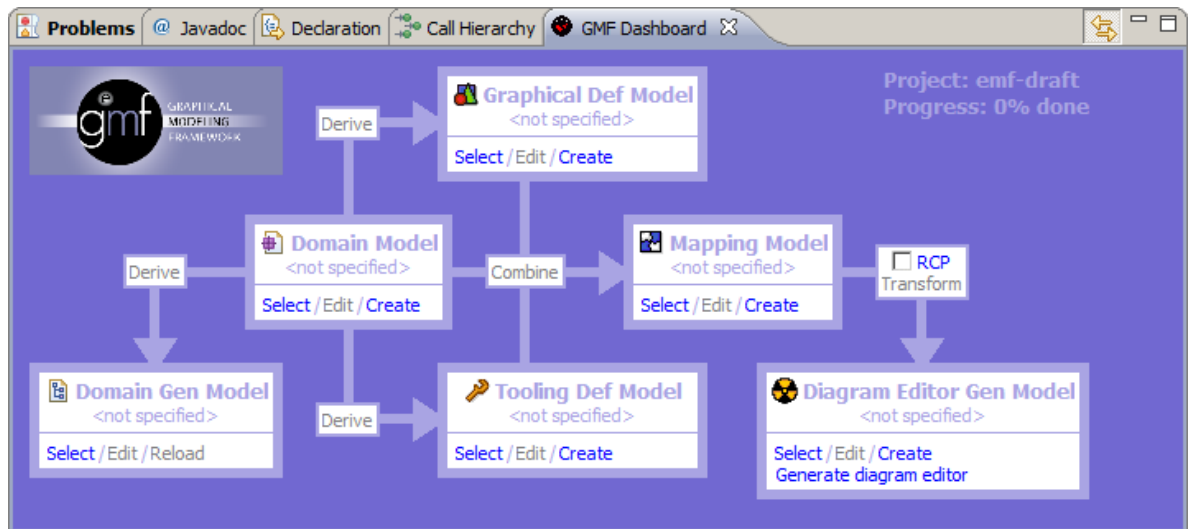 Problems @ Javadoc Declaration Call Hierarchy GMF Dashboard
gmf
GRAPHICAL
MODELING
FRAMEWORK
Project: emf-draft
Progress: 0% done
Graphical Def Model
<not specified>
Select / Edit / Create
Derive
Domain Model
<not specified>
Select / Edit / Create
Derive
Combine
Mapping Model
<not specified>
Select / Edit / Create
RCP
Transform
Domain Gen Model
<not specified>
Select / Edit / Reload
Derive
Tooling Def Model
<not specified>
Select / Edit / Create
Diagram Editor Gen Model
<not specified>
Select / Edit / Create
Generate diagram editor